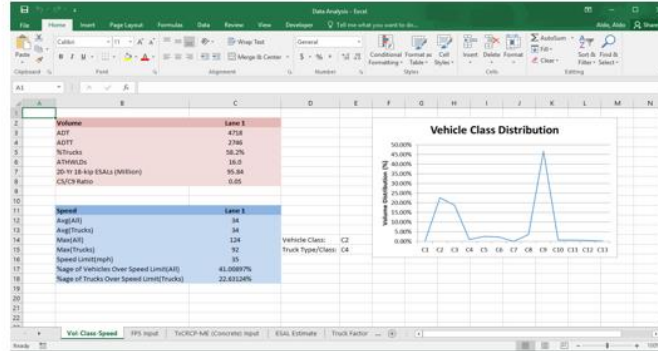 Data Analysis - Excel
File Home Insert Page Layout Formulas Data Review View Developer Tell me what you want to do... Aldo, Aldo Share
Calibri 11 Wrap Text General AutoSum
Paste Merge & Center Conditional Formatting Format as Table Cell Styles Insert Delete Format Fill Clear Sort & Filter Find & Select
Clipboard Font Alignment Number Styles Cells Editing
A1
A B C D E F G H I J K L M N
Volume Lane 1
ADT 4718
ADTT 2746
%Trucks 58.2%
ATHWLDs 16.0
20-Yr 18-kip ESALs (Million) 95.84
C5/C9 Ratio 0.05
Speed Lane 1
Avg(All) 34
Avg(Trucks) 34
Max(All) 124 Vehicle Class: C2
Max(Trucks) 92 Truck Type/Class: C4
Speed Limit(mph) 35
%age of Vehicles Over Speed Limit(All) 41.00897%
%age of Trucks Over Speed Limit(Trucks) 22.63124%
Vehicle Class Distribution
Volume Distribution (%)
50.00%
45.00%
40.00%
35.00%
30.00%
25.00%
20.00%
15.00%
10.00%
5.00%
0.00%
C1 C2 C3 C4 C5 C6 C7 C8 C9 C10 C11 C12 C13
Vol-Class-Speed FPS Input TxCRCP-ME (Concrete) Input ESAL Estimate Truck Factor ...
Ready 100%